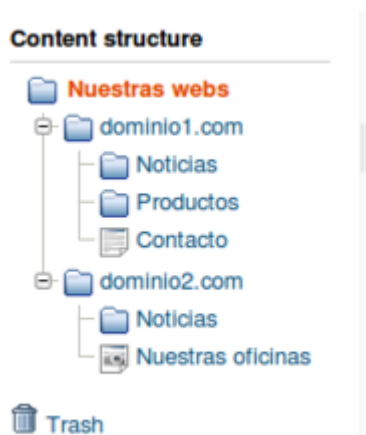 Content structure
Nuestras webs
dominio1.com
Noticias
Productos
Contacto
dominio2.com
Noticias
Nuestras oficinas
Trash